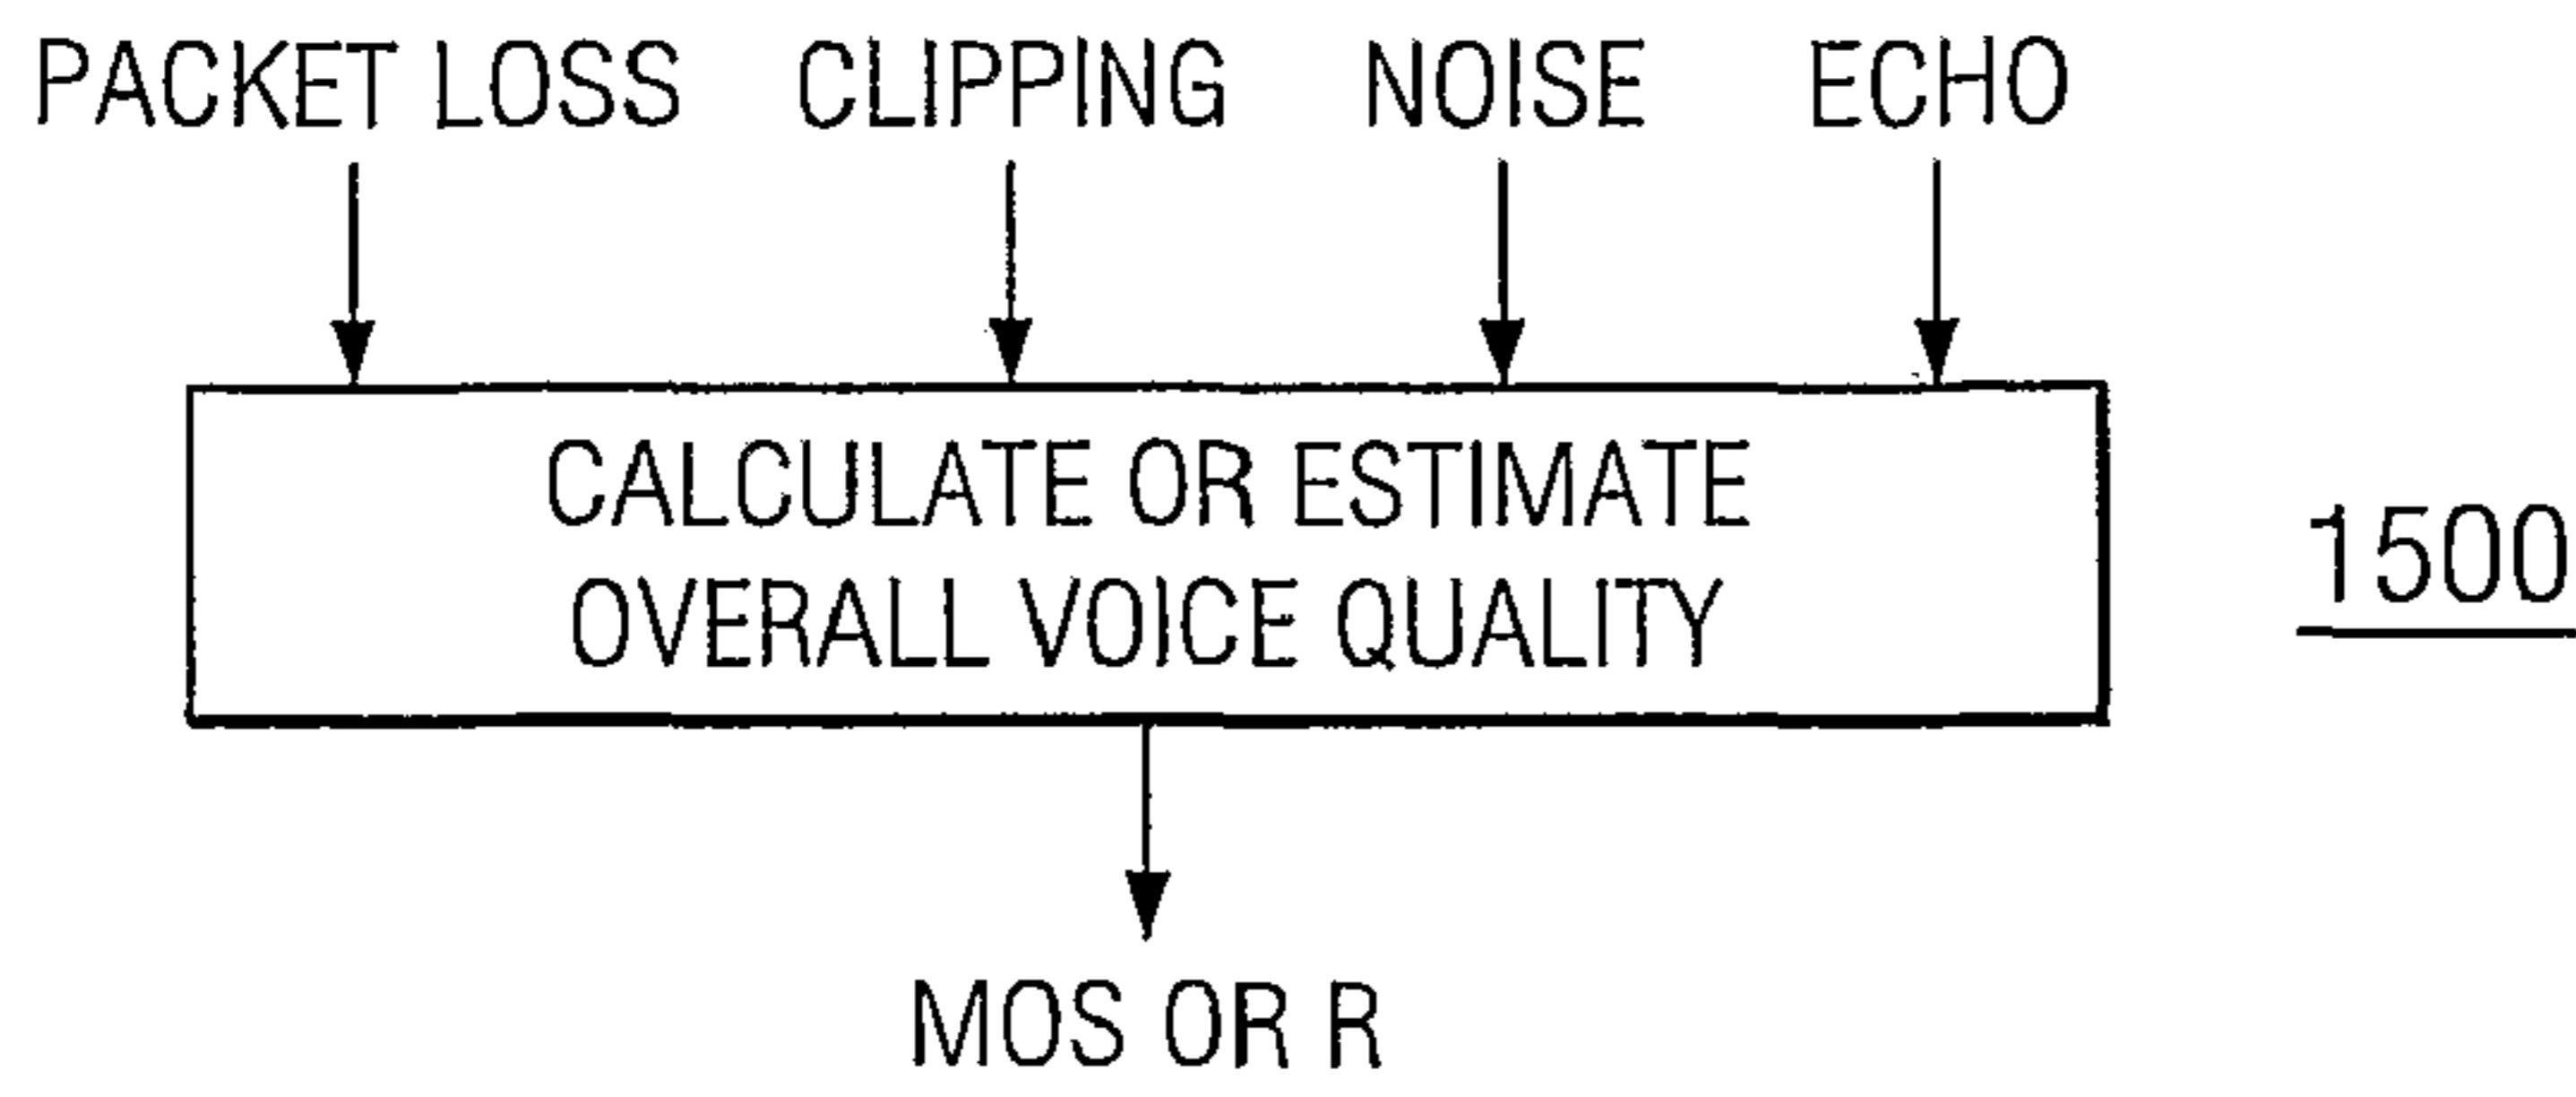 PACKET LOSS CLIPPING NOISE ECHO
CALCULATE OR ESTIMATE
OVERALL VOICE QUALITY
1500
MOS OR R